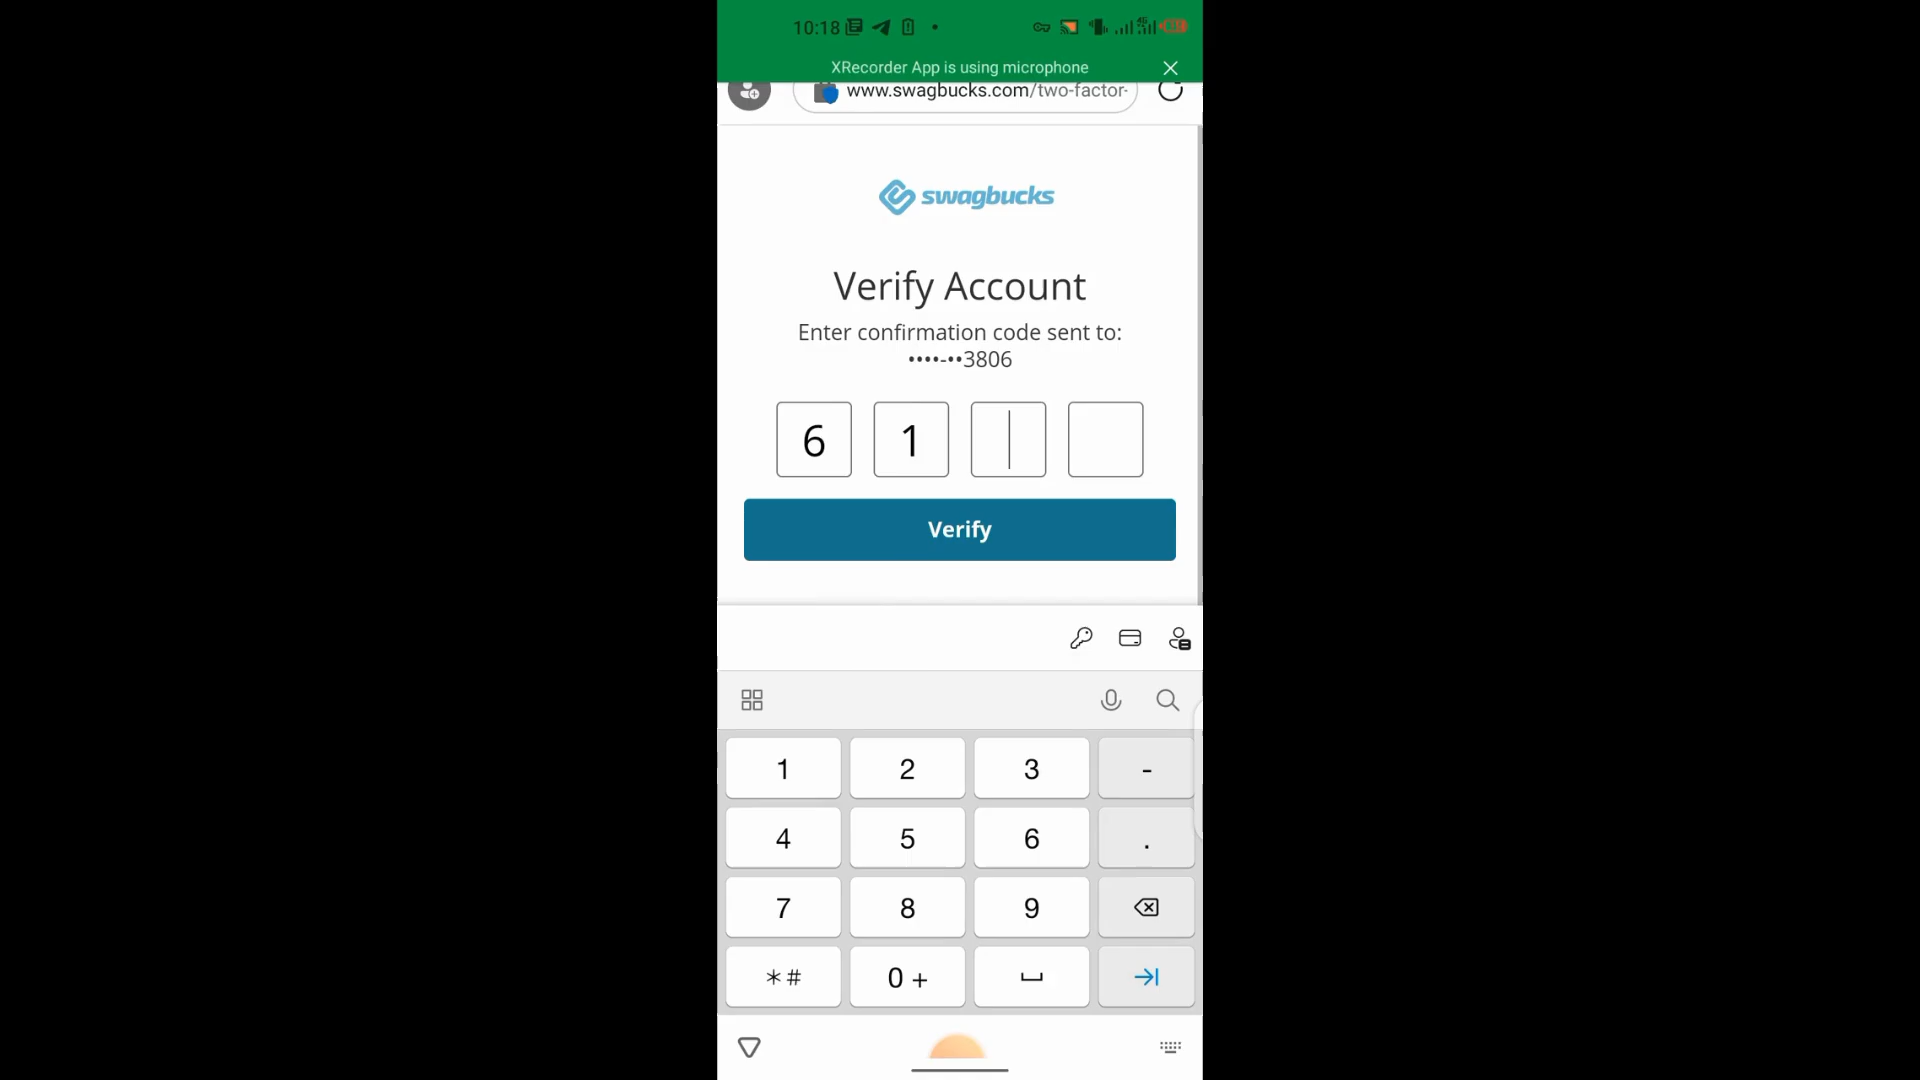 10:18
4G
XRecorder App is using microphone
www.swagbucks.com/two-factor-
swagbucks
Verify Account
Enter confirmation code sent to:
••••-••3806
6 1
Verify
1 2 3 -
4 5 6 .
7 8 9
*# 0 +